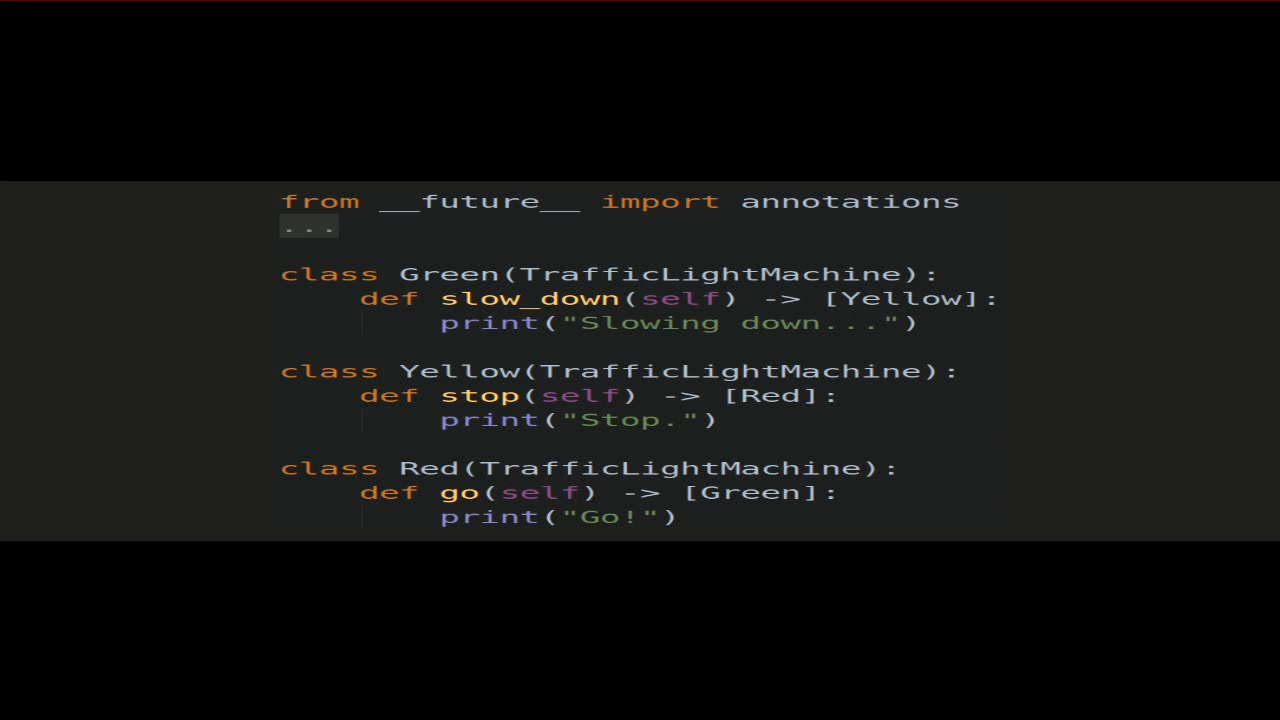 from __future__ import annotations
...
class Green(TrafficLightMachine):
    def slow_down(self) -> [Yellow]:
        print("Slowing down...")
class Yellow(TrafficLightMachine):
    def stop(self) -> [Red]:
        print("Stop.")
class Red(TrafficLightMachine):
    def go(self) -> [Green]:
        print("Go!")